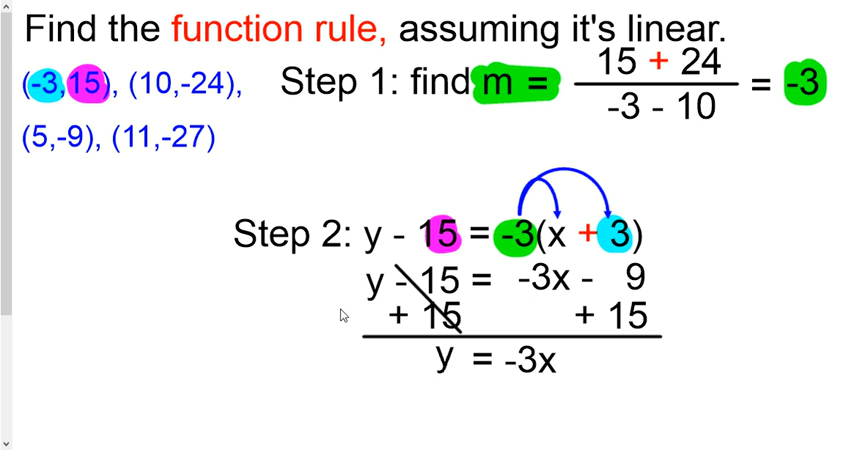 Find the function rule, assuming it's linear.
(-3,15), (10,-24),
(5,-9), (11,-27)
Step 1: find m = 15 + 24 / -3 - 10 = -3
Step 2: y - 15 = -3(x + 3)
y - 15 = -3x - 9
+ 15 + 15
y = -3x